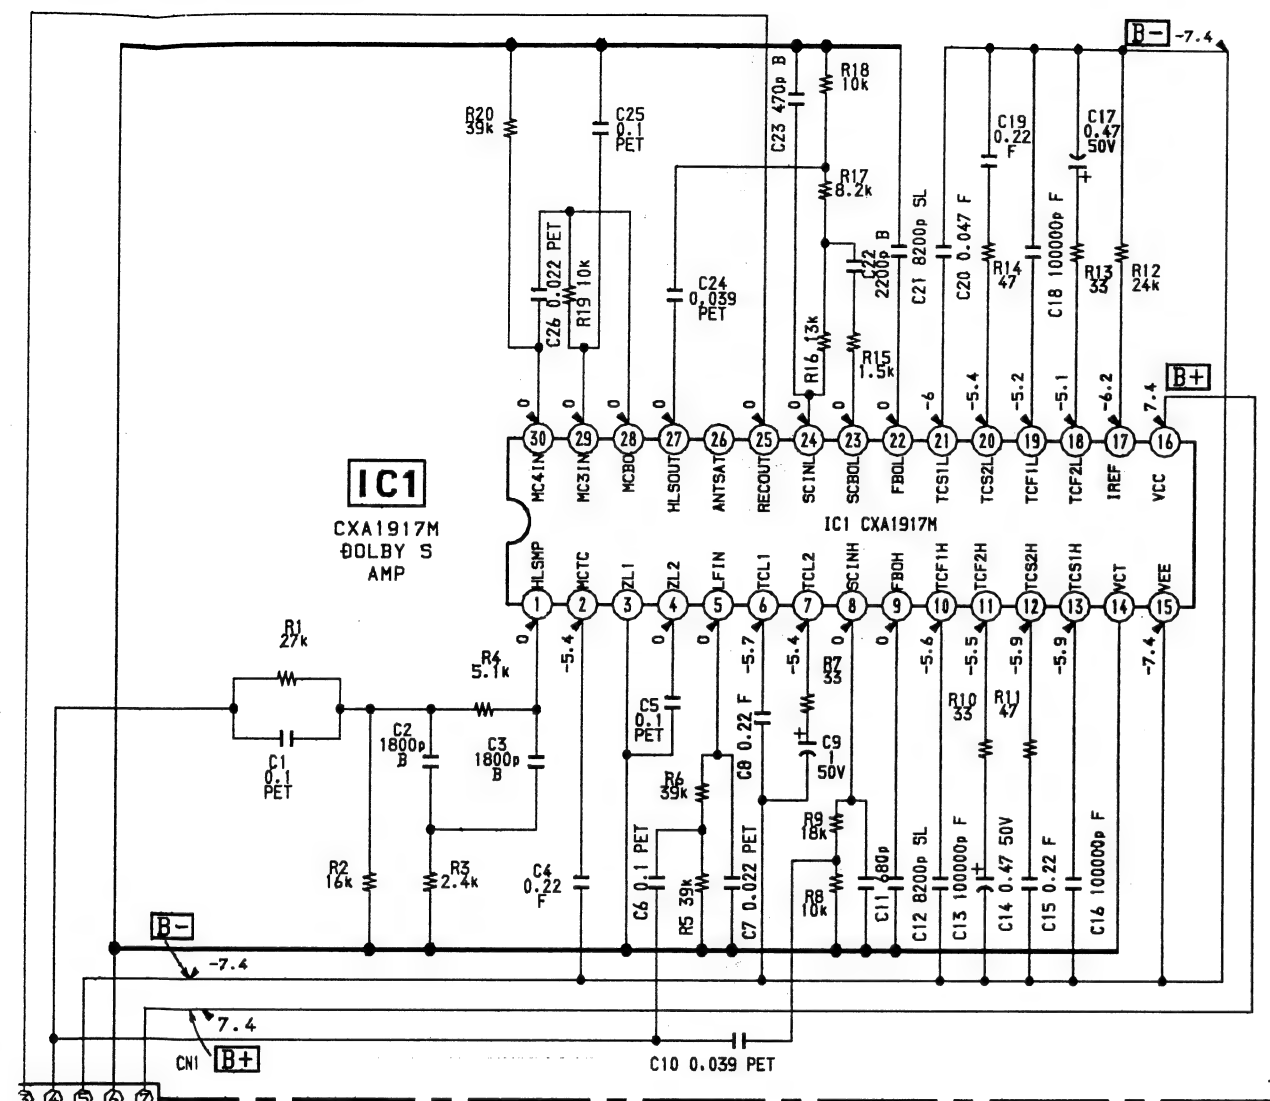 B- -7.4
R18
10k
R20
39k
C25
0.1
PET
C23 470p B
C19
0.22
F
C17
0.47
50V
+
R17
8.2k
C26 0.022 PET
R19 10k
C24
0.039
PET
C22
2200p B
C21 8200p SL
C20 0.047 F
R14
47
C18 100000p F
R13
33
R12
24k
R16 13k
R15
1.5k
B+
0 0 0 0 0 0 0 0 -6 -5.4 -5.2 -5.1 -6.2 7.4
30 29 28 27 26 25 24 23 22 21 20 19 18 17 16
MC4IN MC3IN MCBO HLSOUT ANTSAT RECOUT SCINL SCBOL FBOL TCS1L TCS2L TCF1L TCF2L IREF VCC
IC1
CXA1917M
DOLBY S
AMP
IC1 CXA1917M
HLSMP MCTC ZL1 ZL2 LFIN TCL1 TCL2 SCINH FBOH TCF1H TCF2H TCS2H TCS1H VCT VEE
1 2 3 4 5 6 7 8 9 10 11 12 13 14 15
0 -5.4 0 0 -5.7 -5.4 0 0 -5.6 -5.5 -5.9 -5.9 -7.4
R1
27k
R4
5.1k
R7
33
C1
0.1
PET
C2
1800p
B
C3
1800p
B
C5
0.1
PET
C8 0.22 F
+
C9
1
50V
R10
33
R11
47
R6
39k
R9
18k
R2
16k
R3
2.4k
C4
0.22
F
C6 0.1 PET
R5 39k
C7 0.022 PET
R8
10k
C11 680p
C12 8200p SL
C13 100000p F
+
C14 0.47 50V
C15 0.22 F
C16 100000p F
B-
-7.4
7.4
CN1 B+
C10 0.039 PET
3 4 5 6 7